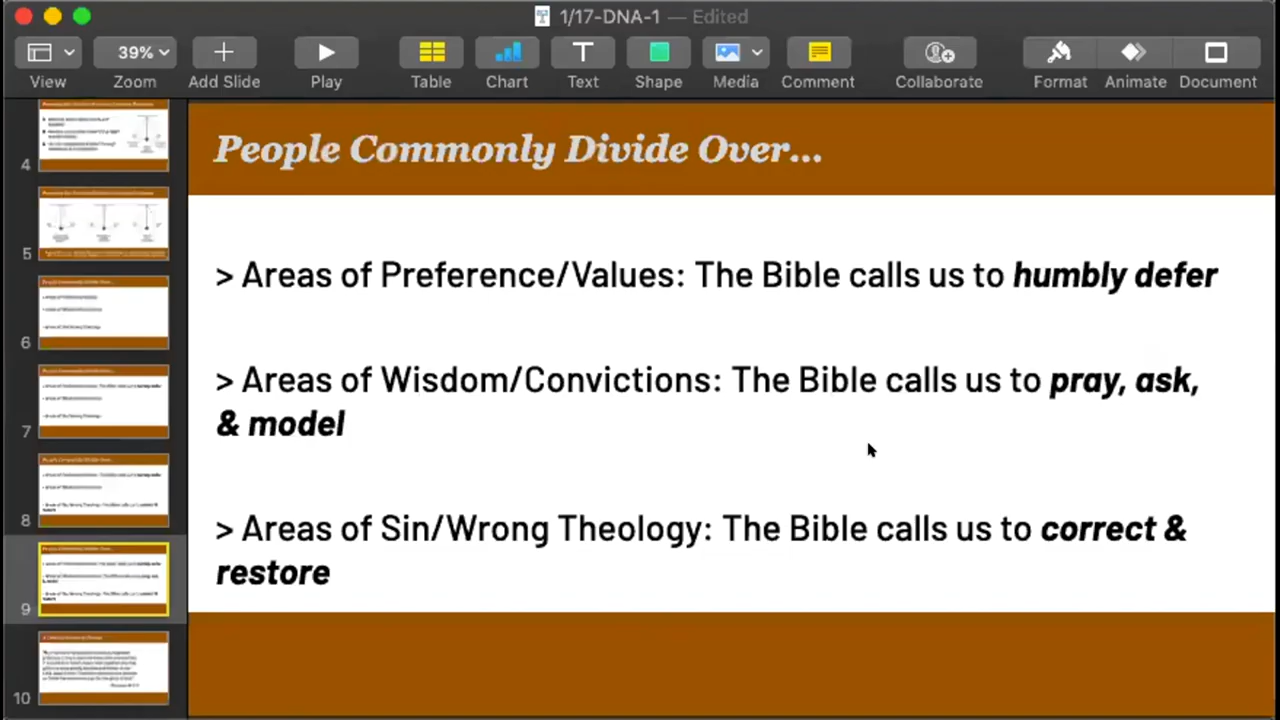 1/17-DNA-1 — Edited
39%
View Zoom Add Slide Play Table Chart Text Shape Media Comment Collaborate Format Animate Document
4
5
6
7
8
9
10
People Commonly Divide Over...
> Areas of Preference/Values: The Bible calls us to humbly defer
> Areas of Wisdom/Convictions: The Bible calls us to pray, ask,
& model
> Areas of Sin/Wrong Theology: The Bible calls us to correct &
restore